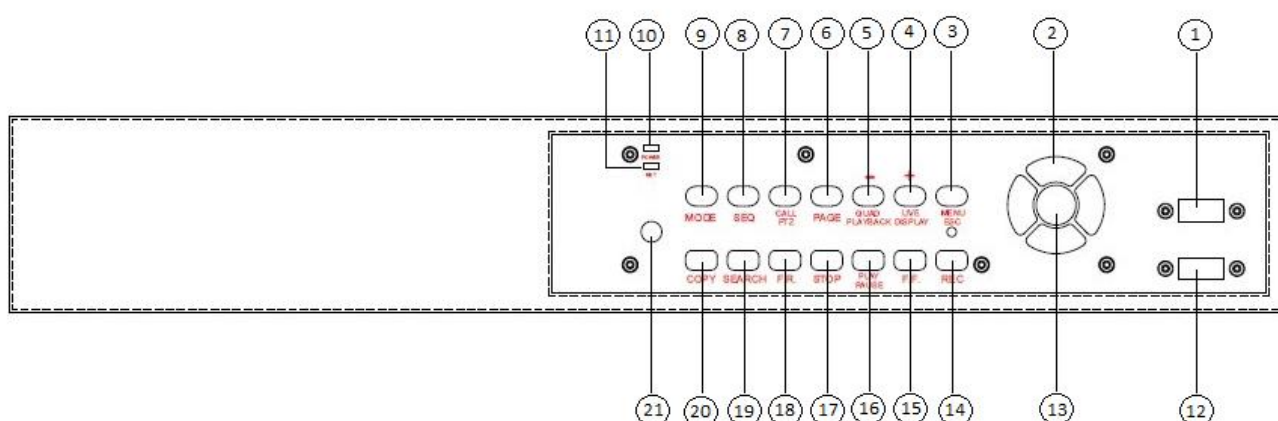 11 10 9 8 7 6 5 4 3 2 1
POWER
NET
- +
MODE SEQ CALL PTZ PAGE QUAD PLAYBACK LIVE DISPLAY MENU ESC
COPY SEARCH F.R. STOP PLAY PAUSE F.F. REC
21 20 19 18 17 16 15 14 13 12